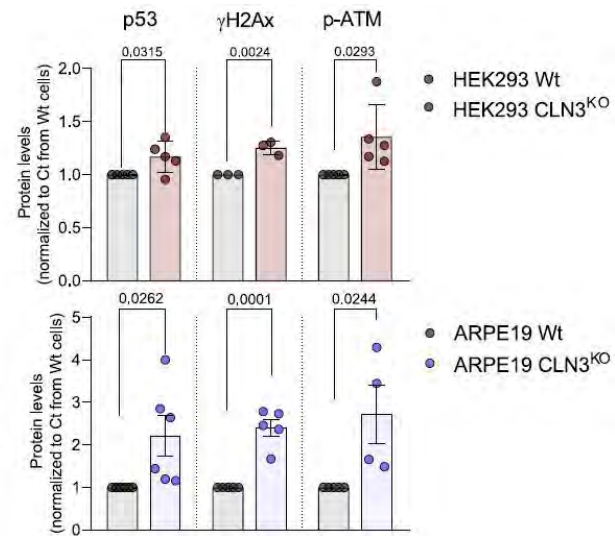 p53 γH2Ax p-ATM
0,0315 0.0024 0.0293
2.0
1.5
1.0
0.5
0.0
Protein levels
(normalized to Ct from Wt cells)
HEK293 Wt
HEK293 CLN3KO
0,0262 0,0001 0.0244
5
4
3
2
1
0
Protein levels
(normalized to Ct from Wt cells)
ARPE19 Wt
ARPE19 CLN3KO